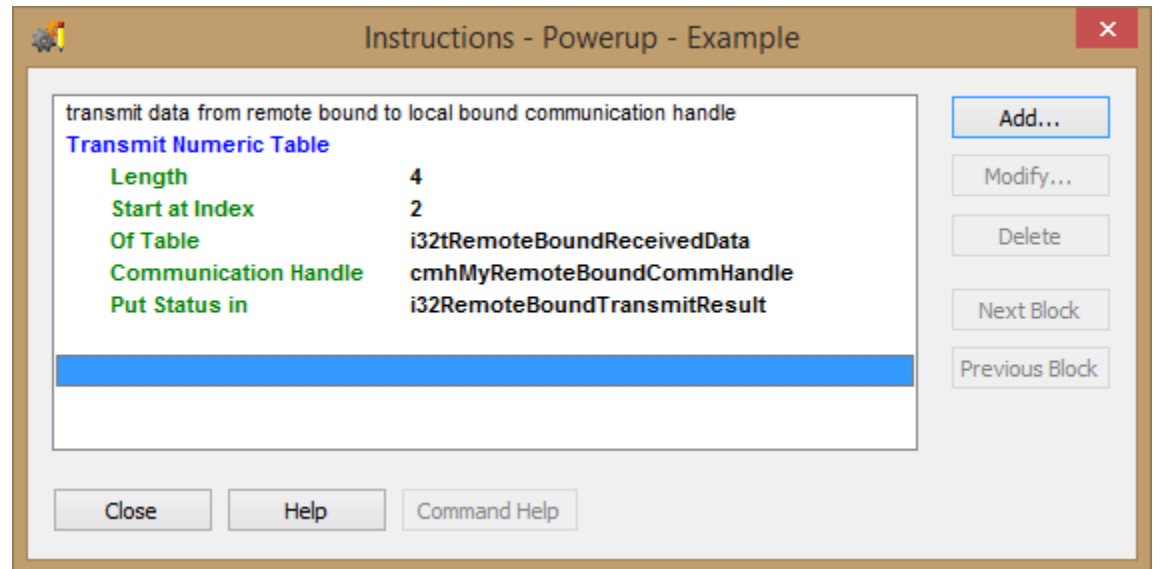 Instructions - Powerup - Example
transmit data from remote bound to local bound communication handle
Transmit Numeric Table
Length 4
Start at Index 2
Of Table i32tRemoteBoundReceivedData
Communication Handle cmhMyRemoteBoundCommHandle
Put Status in i32RemoteBoundTransmitResult
Add...
Modify...
Delete
Next Block
Previous Block
Close Help Command Help